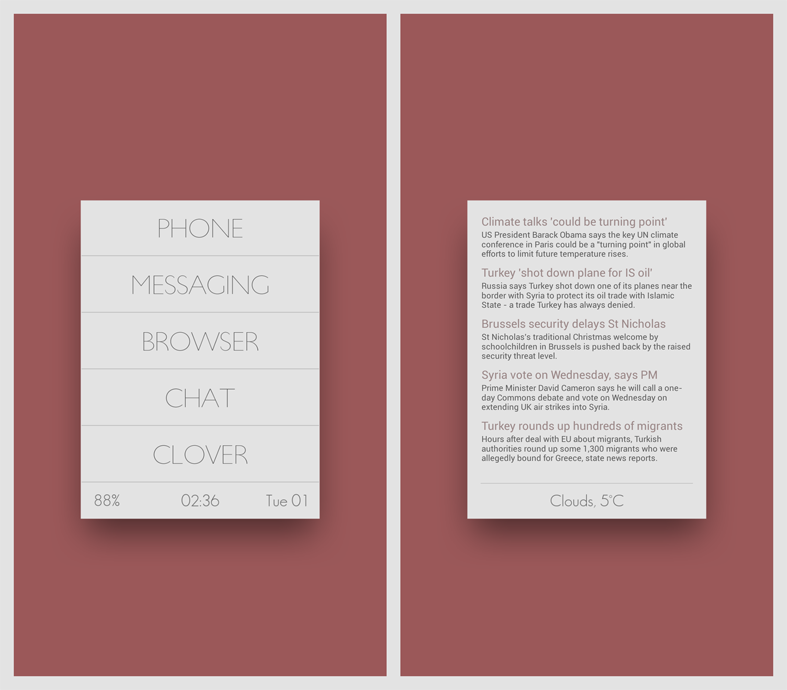 PHONE
MESSAGING
BROWSER
CHAT
CLOVER
88% 02:36 Tue 01
Climate talks 'could be turning point'
US President Barack Obama says the key UN climate
conference in Paris could be a "turning point" in global
efforts to limit future temperature rises.
Turkey 'shot down plane for IS oil'
Russia says Turkey shot down one of its planes near the
border with Syria to protect its oil trade with Islamic
State - a trade Turkey has always denied.
Brussels security delays St Nicholas
St Nicholas's traditional Christmas welcome by
schoolchildren in Brussels is pushed back by the raised
security threat level.
Syria vote on Wednesday, says PM
Prime Minister David Cameron says he will call a one-
day Commons debate and vote on Wednesday on
extending UK air strikes into Syria.
Turkey rounds up hundreds of migrants
Hours after deal with EU about migrants, Turkish
authorities round up some 1,300 migrants who were
allegedly bound for Greece, state news reports.
Clouds, 5°C